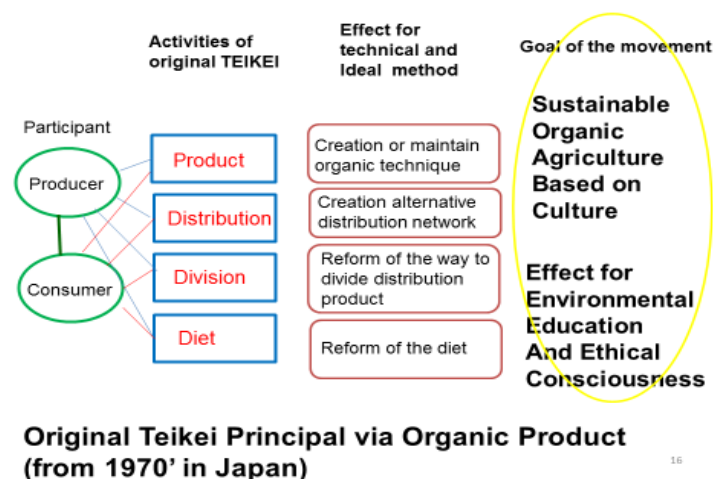 Activities of
original TEIKEI
Effect for
technical and
Ideal method
Goal of the movement
Participant
Producer
Consumer
Product
Distribution
Division
Diet
Creation or maintain
organic technique
Creation alternative
distribution network
Reform of the way to
divide distribution
product
Reform of the diet
Sustainable
Organic
Agriculture
Based on
Culture
Effect for
Environmental
Education
And Ethical
Consciousness
Original Teikei Principal via Organic Product
(from 1970' in Japan)
16